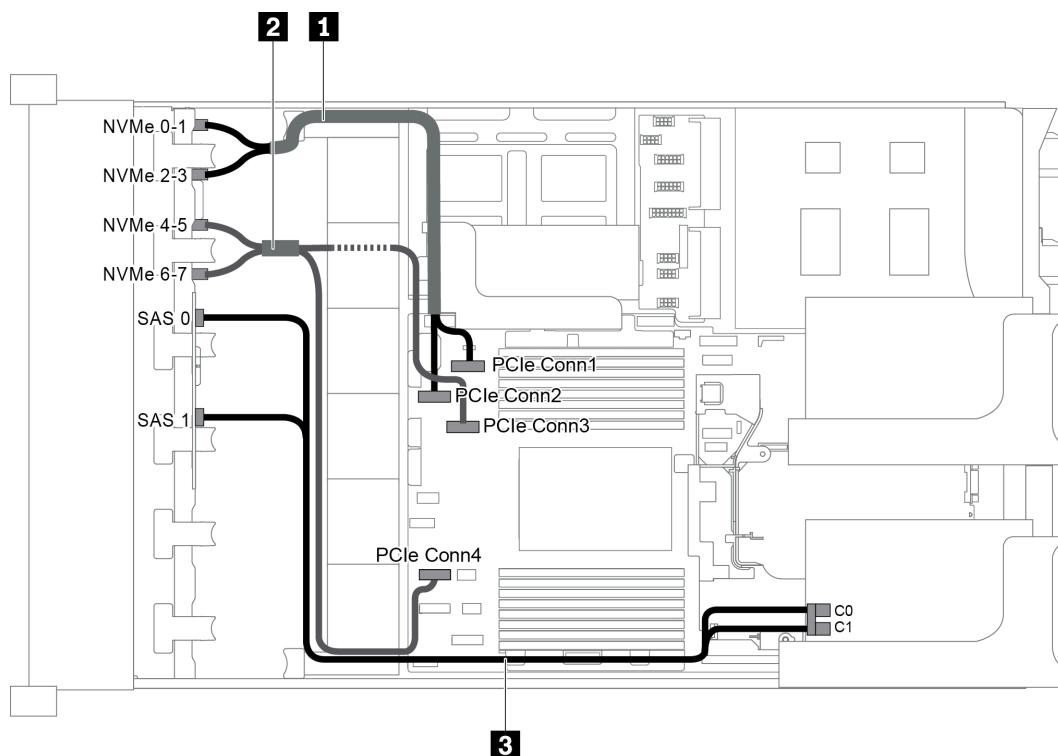 2
1
NVMe 0-1
NVMe 2-3
NVMe 4-5
NVMe 6-7
SAS 0
PCIe Conn1
PCIe Conn2
SAS 1
PCIe Conn3
PCIe Conn4
C0
C1
3